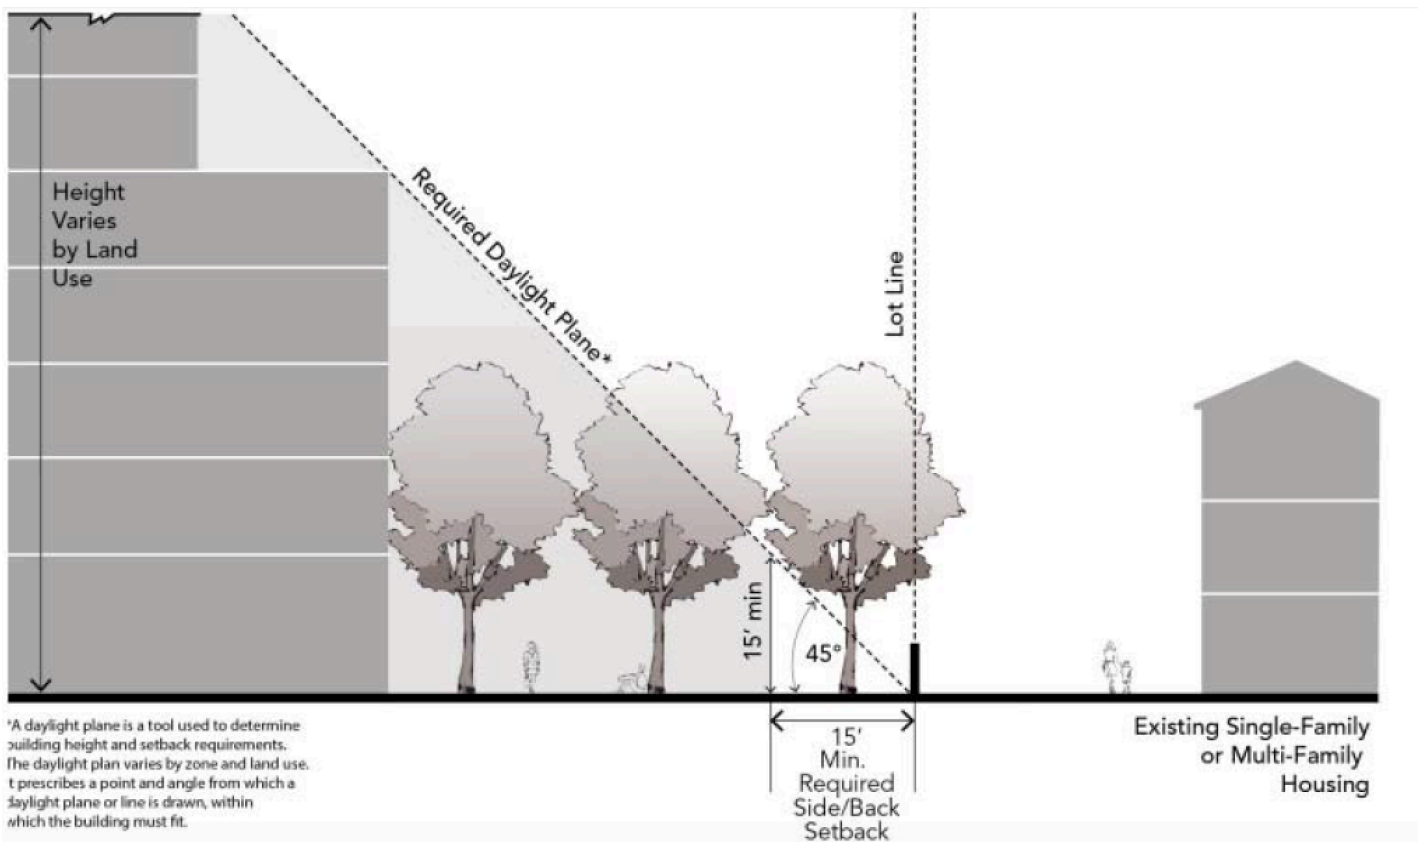 Height
Varies
by Land
Use
Required Daylight Plane*
Lot Line
15' min
45°
15'
Min.
Required
Side/Back
Setback
Existing Single-Family
or Multi-Family
Housing
*A daylight plane is a tool used to determine
building height and setback requirements.
The daylight plan varies by zone and land use.
t prescribes a point and angle from which a
daylight plane or line is drawn, within
which the building must fit.